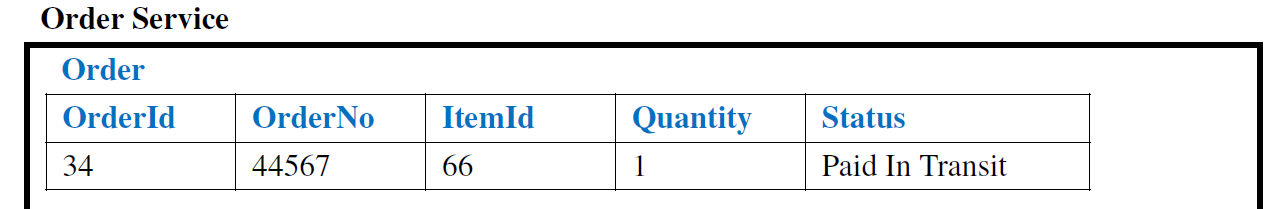 Order Service
Order
OrderId OrderNo ItemId Quantity Status
34 44567 66 1 Paid In Transit